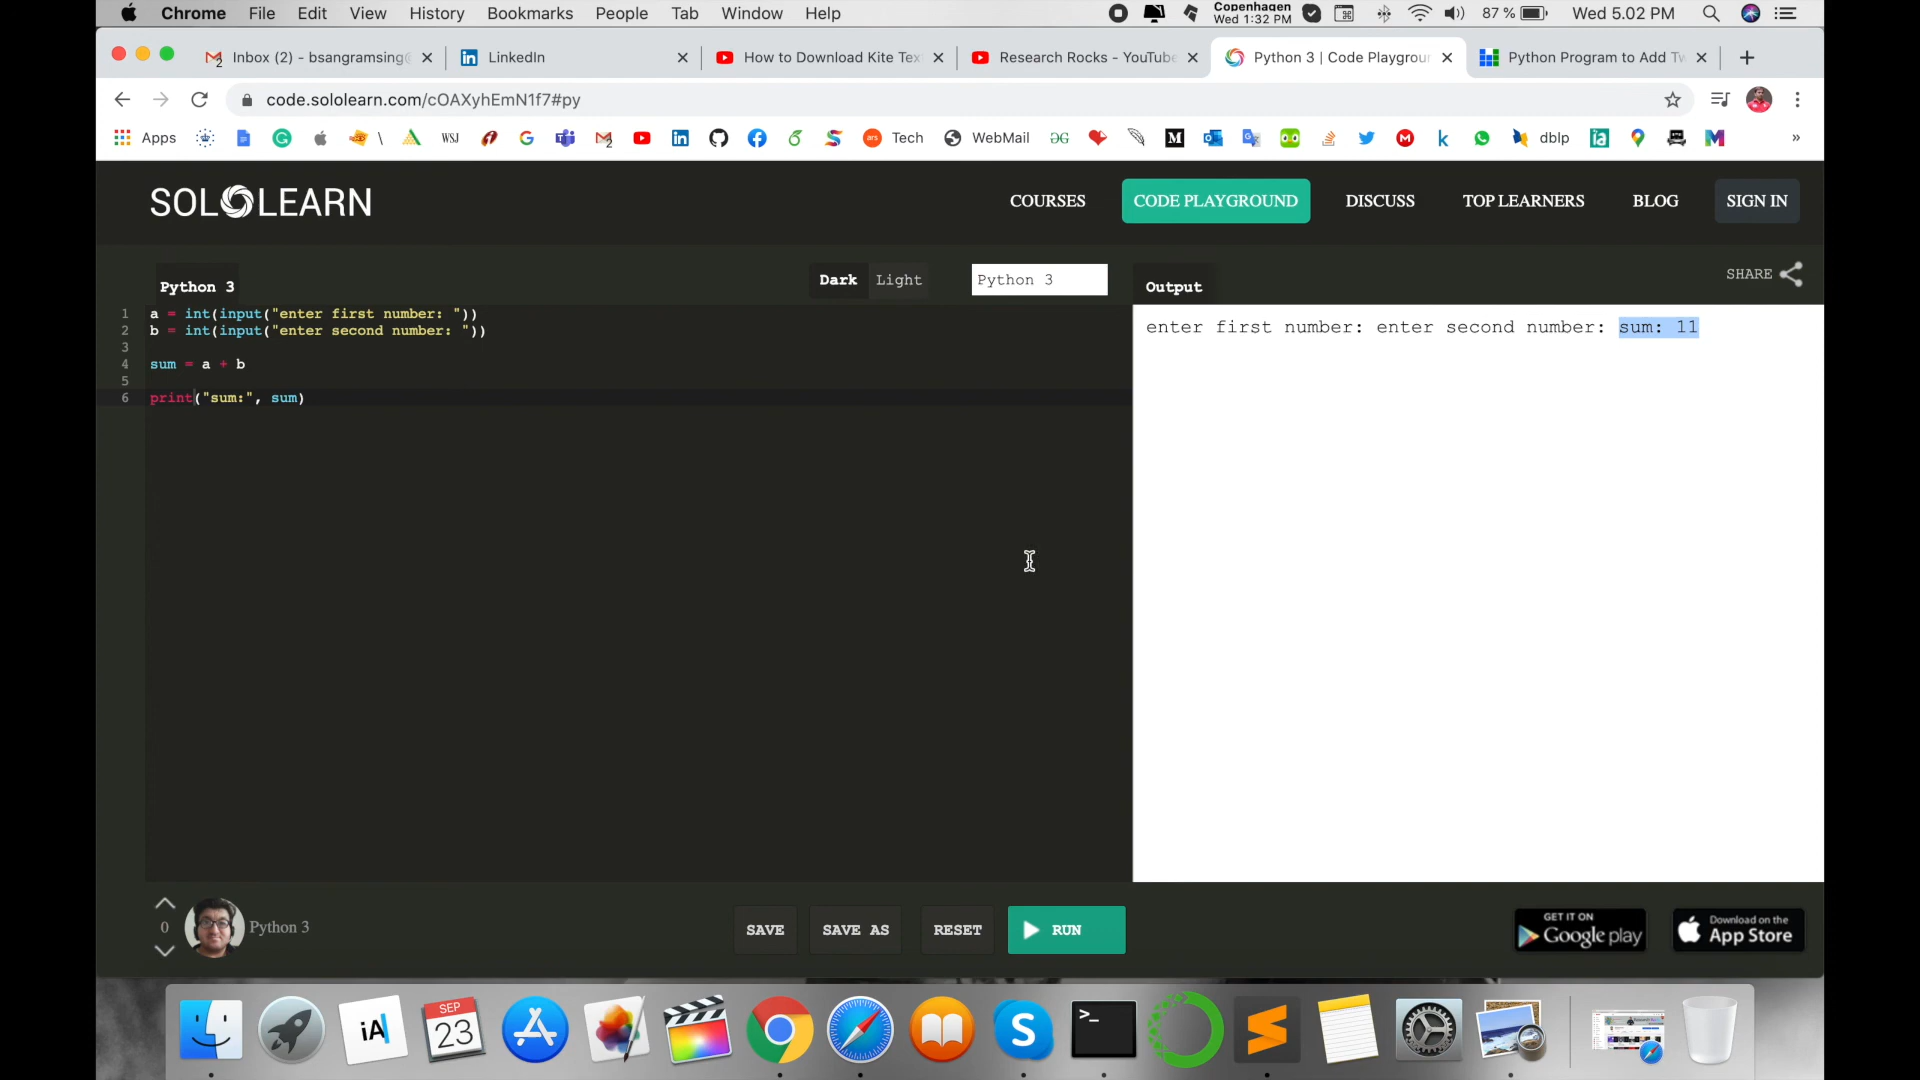 Chrome File Edit View History Bookmarks People Tab Window Help
Copenhagen
Wed 1:32 PM
87 % Wed 5.02 PM
Inbox (2) - bsangramsing
LinkedIn
How to Download Kite Tex
Research Rocks - YouTube
Python 3 | Code Playgrour
Python Program to Add Tw
code.sololearn.com/cOAXyhEmN1f7#py
Apps WSJ ars Tech WebMail M k dblp ia M »
SOLOLEARN
COURSES CODE PLAYGROUND DISCUSS TOP LEARNERS BLOG SIGN IN
Python 3
Dark Light
Python 3
Output
SHARE
1 a = int(input("enter first number: "))
2 b = int(input("enter second number: "))
3
4 sum = a + b
5
6 print("sum:", sum)
enter first number: enter second number: sum: 11
0 Python 3
SAVE SAVE AS RESET RUN
GET IT ON
Google play
Download on the
App Store
iA
SEP
23
S
>_